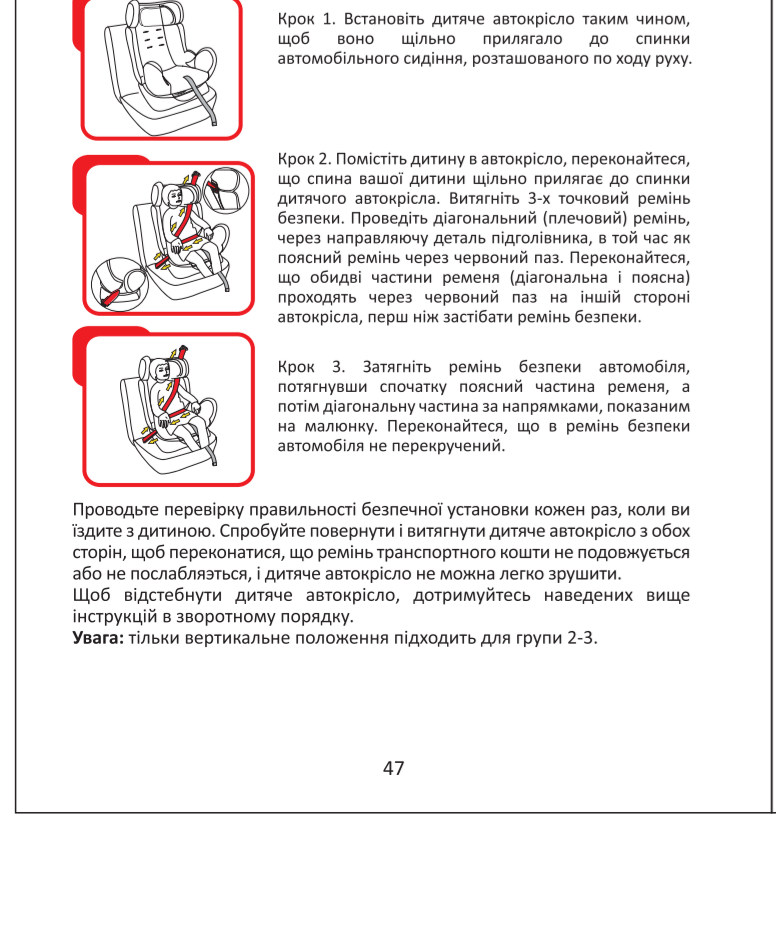 Крок 1. Встановіть дитяче автокрісло таким чином,
щоб воно щільно прилягало до спинки
автомобільного сидіння, розташованого по ходу руху.
Крок 2. Помістіть дитину в автокрісло, переконайтеся,
що спина вашої дитини щільно прилягає до спинки
дитячого автокрісла. Витягніть 3-х точковий ремінь
безпеки. Проведіть діагональний (плечовий) ремінь,
через направляючу деталь підголівника, в той час як
поясний ремінь через червоний паз. Переконайтеся,
що обидві частини ременя (діагональна і поясна)
проходять через червоний паз на іншій стороні
автокрісла, перш ніж застібати ремінь безпеки.
Крок 3. Затягніть ремінь безпеки автомобіля,
потягнувши спочатку поясний частина ременя, а
потім діагональну частина за напрямками, показаним
на малюнку. Переконайтеся, що в ремінь безпеки
автомобіля не перекручений.
Проводьте перевірку правильності безпечної установки кожен раз, коли ви
їздите з дитиною. Спробуйте повернути і витягнути дитяче автокрісло з обох
сторін, щоб переконатися, що ремінь транспортного кошти не подовжується
або не послабляэться, і дитяче автокрісло не можна легко зрушити.
Щоб відстебнути дитяче автокрісло, дотримуйтесь наведених вище
інструкцій в зворотному порядку.
Увага: тільки вертикальне положення підходить для групи 2-3.
47